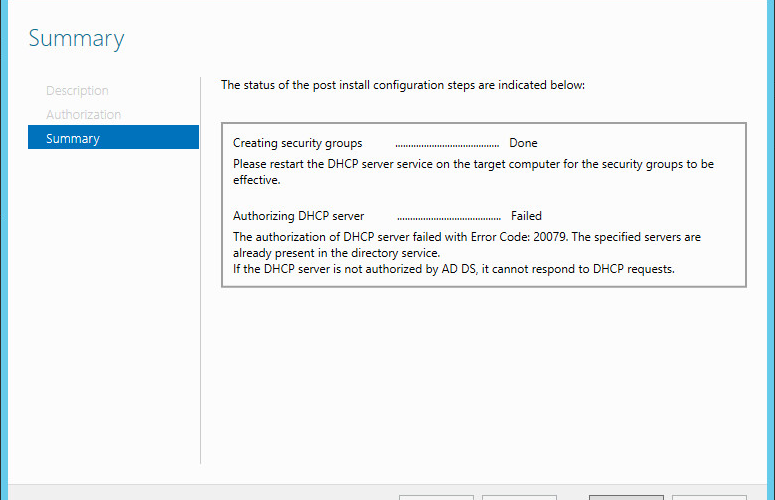 Summary
Description
Authorization
Summary
The status of the post install configuration steps are indicated below:
Creating security groups ........................................ Done
Please restart the DHCP server service on the target computer for the security groups to be
effective.
Authorizing DHCP server ........................................ Failed
The authorization of DHCP server failed with Error Code: 20079. The specified servers are
already present in the directory service.
If the DHCP server is not authorized by AD DS, it cannot respond to DHCP requests.